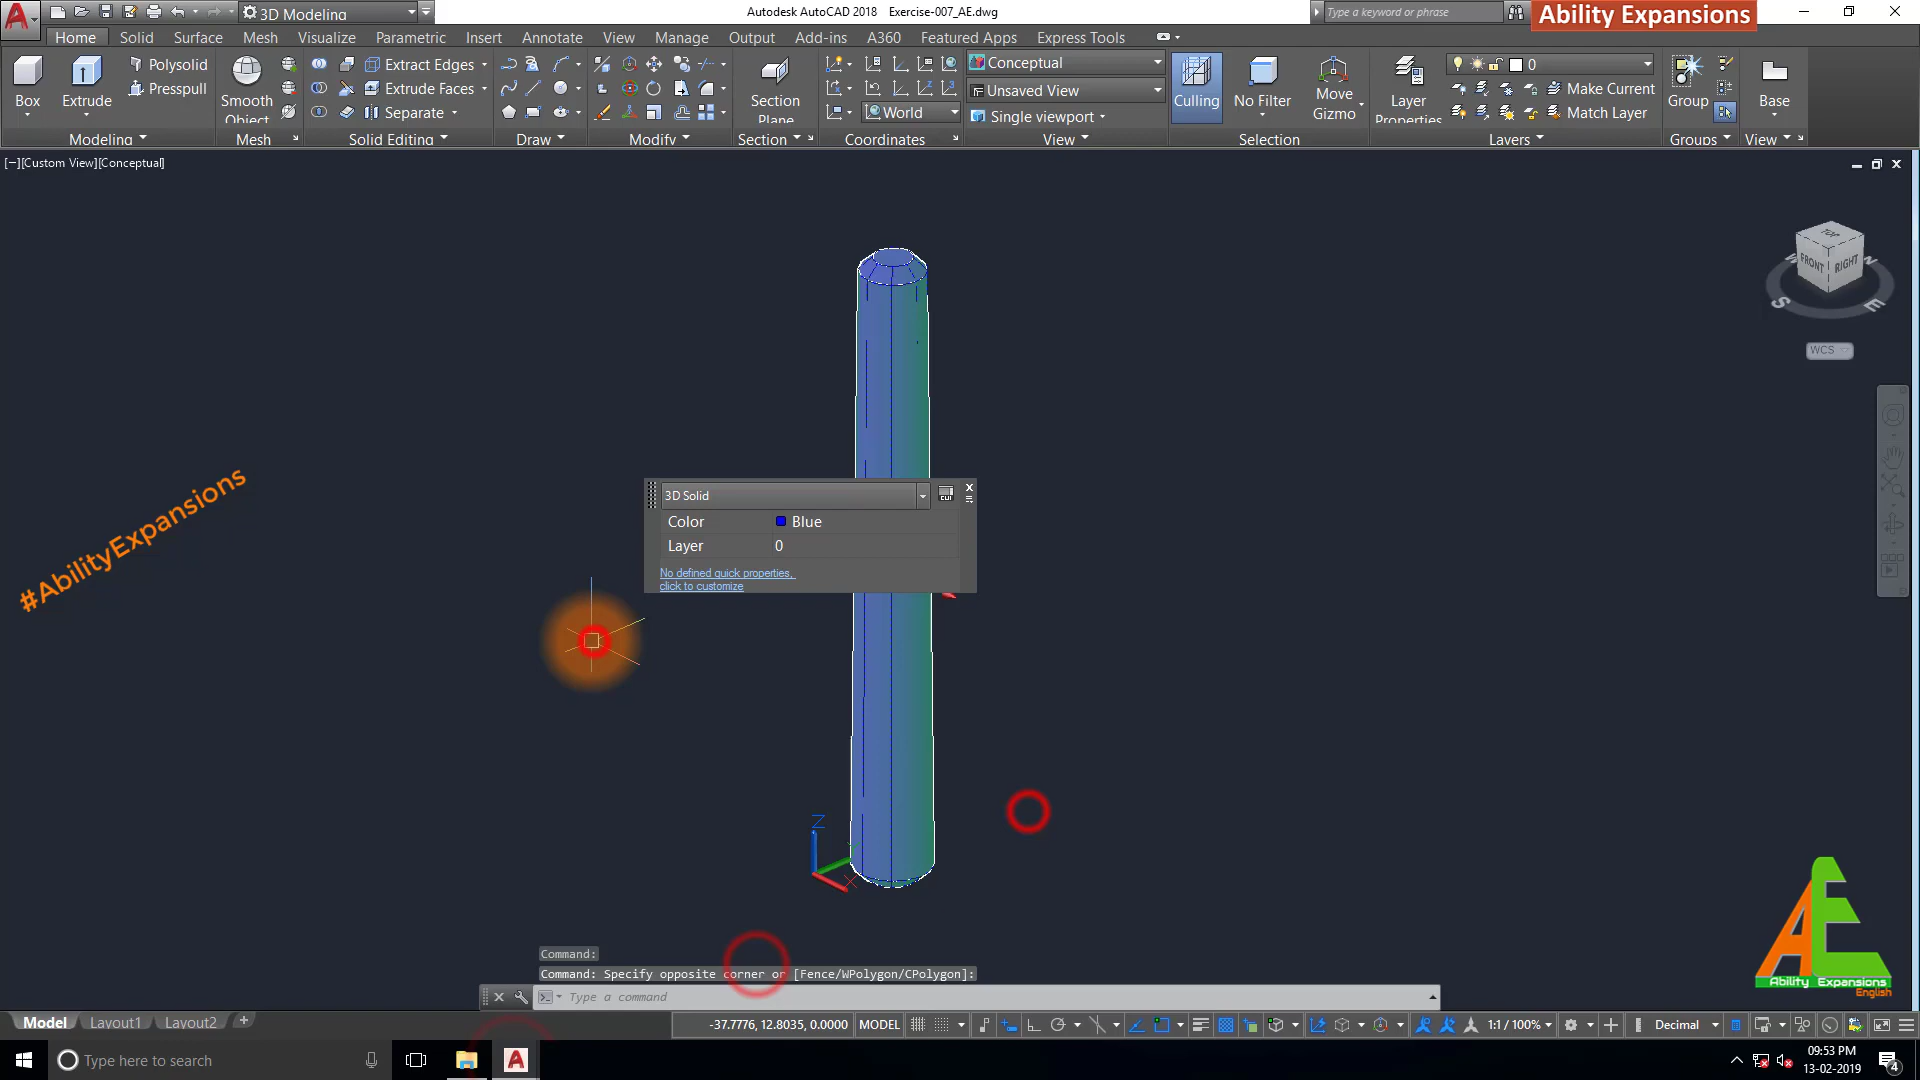 3D Modeling
Autodesk AutoCAD 2018 Exercise-007_AE.dwg
Type a keyword or phrase
Ability Expansions
Home Solid Surface Mesh Visualize Parametric Insert Annotate View Manage Output Add-ins A360 Featured Apps Express Tools
Box
Extrude
Polysolid
Presspull
Smooth
Object
Extract Edges
Extrude Faces
Separate
Section
Plane
World
Conceptual
Unsaved View
Single viewport
Culling
No Filter
Move
Gizmo
Layer
Properties
0
Make Current
Match Layer
Group
Base
Modeling
Mesh
Solid Editing
Draw
Modify
Section
Coordinates
View
Selection
Layers
Groups
View
[−][Custom View][Conceptual]
TOP
FRONT
RIGHT
N
S
E
WCS
#AbilityExpansions
3D Solid
CUI
Color Blue
Layer 0
No defined quick properties,
click to customize
Z
X
AE
Ability Expansions
English
Command:
Command: Specify opposite corner or [Fence/WPolygon/CPolygon]:
Type a command
Model Layout1 Layout2 +
-37.7776, 12.8035, 0.0000 MODEL
1:1 / 100%
Decimal
Type here to search
09:53 PM
13-02-2019
4